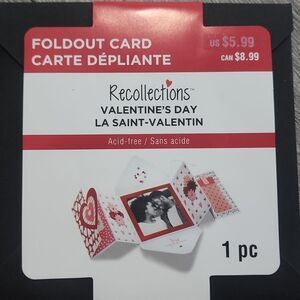 FOLDOUT CARD
CARTE DÉPLIANTE
US $5.99
CAN $8.99
Recollections™
VALENTINE'S DAY
LA SAINT-VALENTIN
Acid-free / Sans acide
1 pc